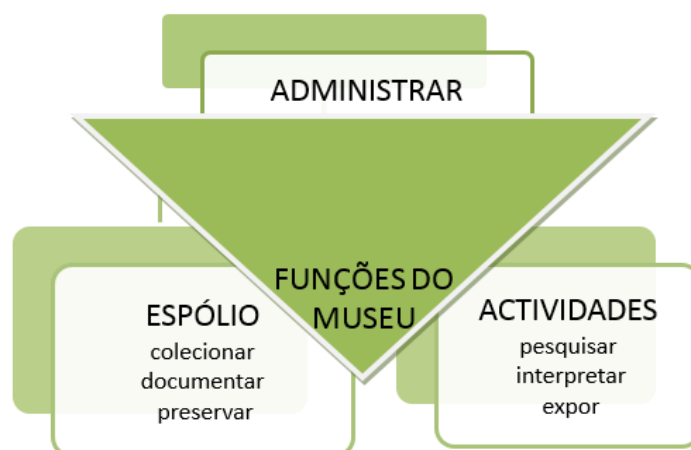 ADMINISTRAR
FUNÇÕES DO
MUSEU
ESPÓLIO
colecionar
documentar
preservar
ACTIVIDADES
pesquisar
interpretar
expor